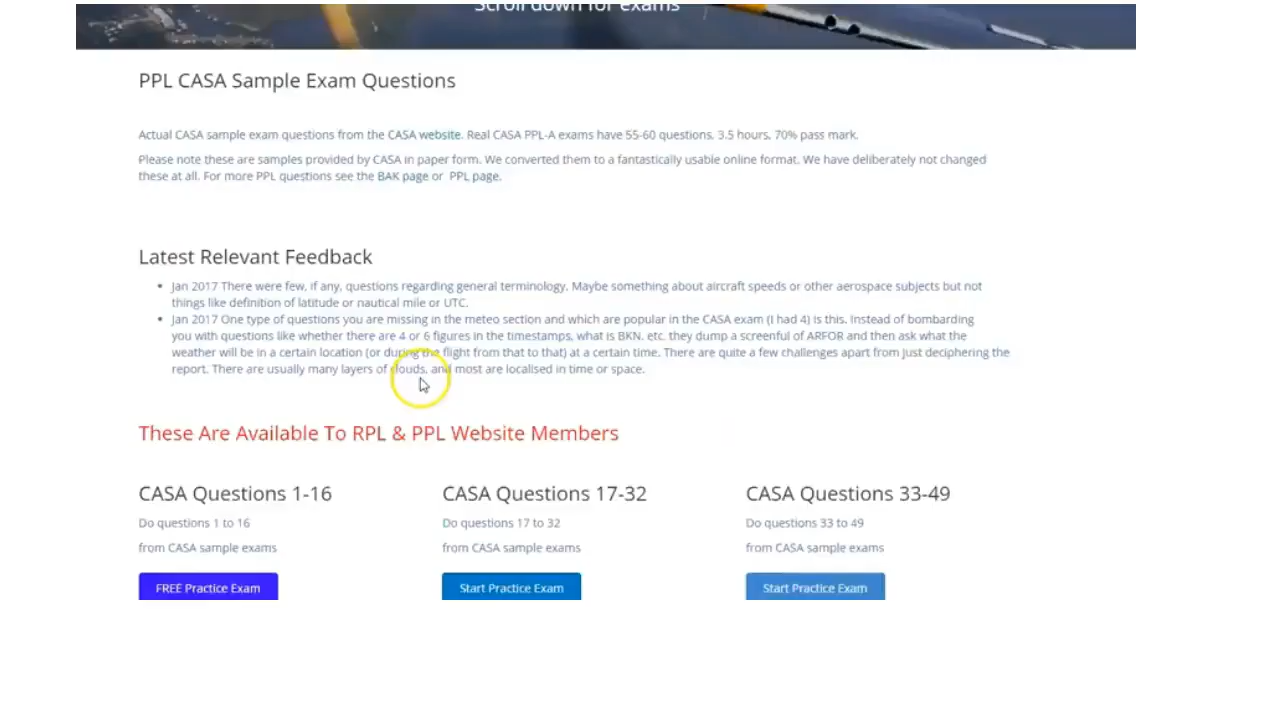 Scroll down for exams
PPL CASA Sample Exam Questions
Actual CASA sample exam questions from the CASA website. Real CASA PPL-A exams have 55-60 questions, 3.5 hours, 70% pass mark.
Please note these are samples provided by CASA in paper form. We converted them to a fantastically usable online format. We have deliberately not changed
these at all. For more PPL questions see the BAK page or PPL page.
Latest Relevant Feedback
• Jan 2017 There were few, if any, questions regarding general terminology. Maybe something about aircraft speeds or other aerospace subjects but not
things like definition of latitude or nautical mile or UTC.
• Jan 2017 One type of questions you are missing in the meteo section and which are popular in the CASA exam (I had 4) is this. Instead of bombarding
you with questions like whether there are 4 or 6 figures in the timestamps, what is BKN. etc. they dump a screenful of ARFOR and then ask what the
weather will be in a certain location (or during the flight from that to that) at a certain time. There are quite a few challenges apart from just deciphering the
report. There are usually many layers of clouds, and most are localised in time or space.
These Are Available To RPL & PPL Website Members
CASA Questions 1-16
Do questions 1 to 16
from CASA sample exams
FREE Practice Exam
CASA Questions 17-32
Do questions 17 to 32
from CASA sample exams
Start Practice Exam
CASA Questions 33-49
Do questions 33 to 49
from CASA sample exams
Start Practice Exam